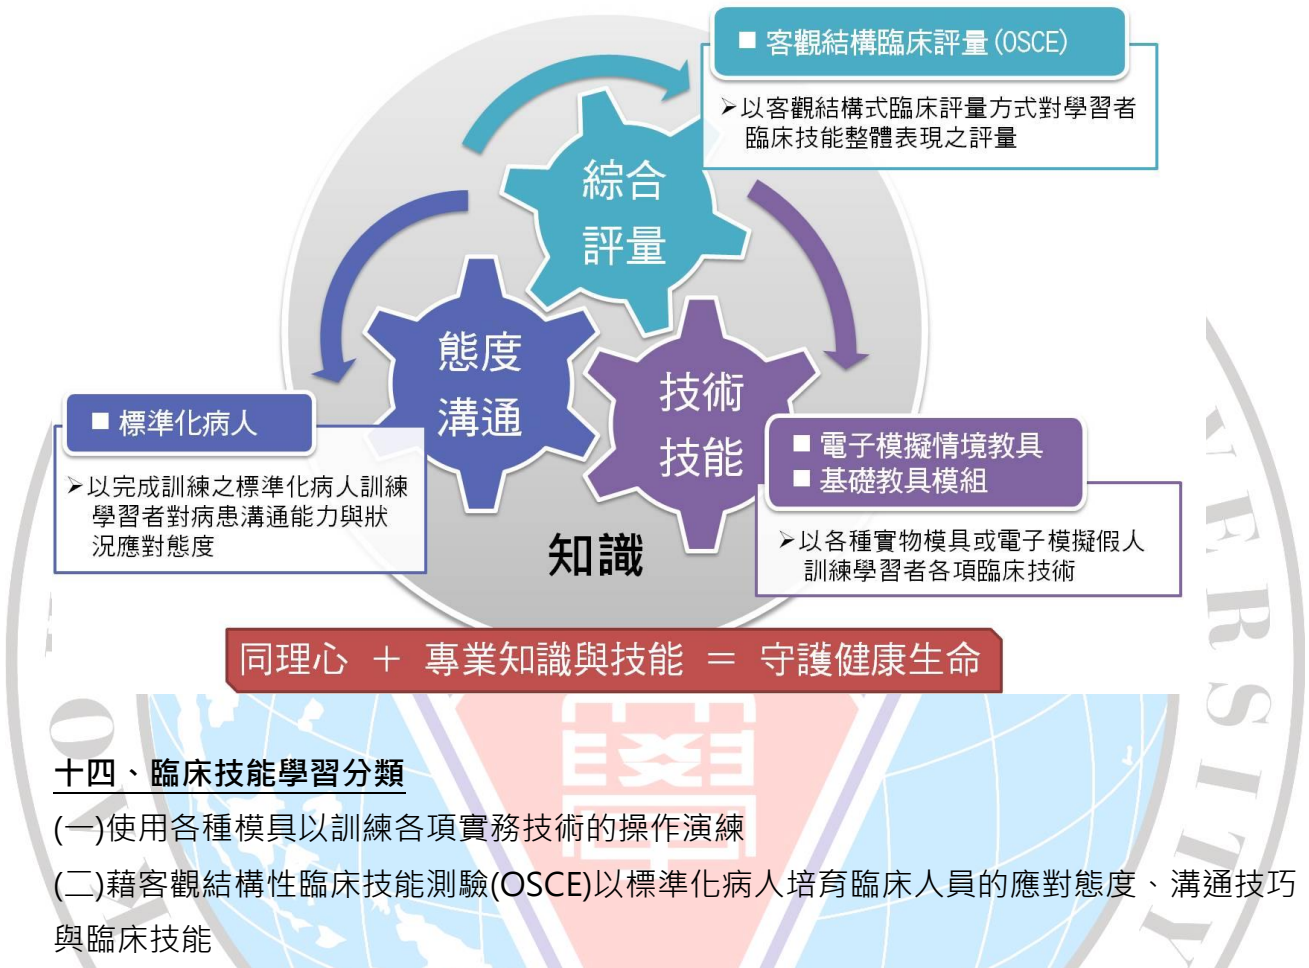 ■ 客觀結構臨床評量(OSCE)
➢以客觀結構式臨床評量方式對學習者
臨床技能整體表現之評量
綜合
評量
態度
溝通
技術
技能
■ 標準化病人
➢以完成訓練之標準化病人訓練
學習者對病患溝通能力與狀
況應對態度
■ 電子模擬情境教具
■ 基礎教具模組
➢以各種實物模具或電子模擬假人
訓練學習者各項臨床技術
知識
同理心 ＋ 專業知識與技能 ＝ 守護健康生命
十四、臨床技能學習分類
(一)使用各種模具以訓練各項實務技術的操作演練
(二)藉客觀結構性臨床技能測驗(OSCE)以標準化病人培育臨床人員的應對態度、溝通技巧
與臨床技能
VERSITY